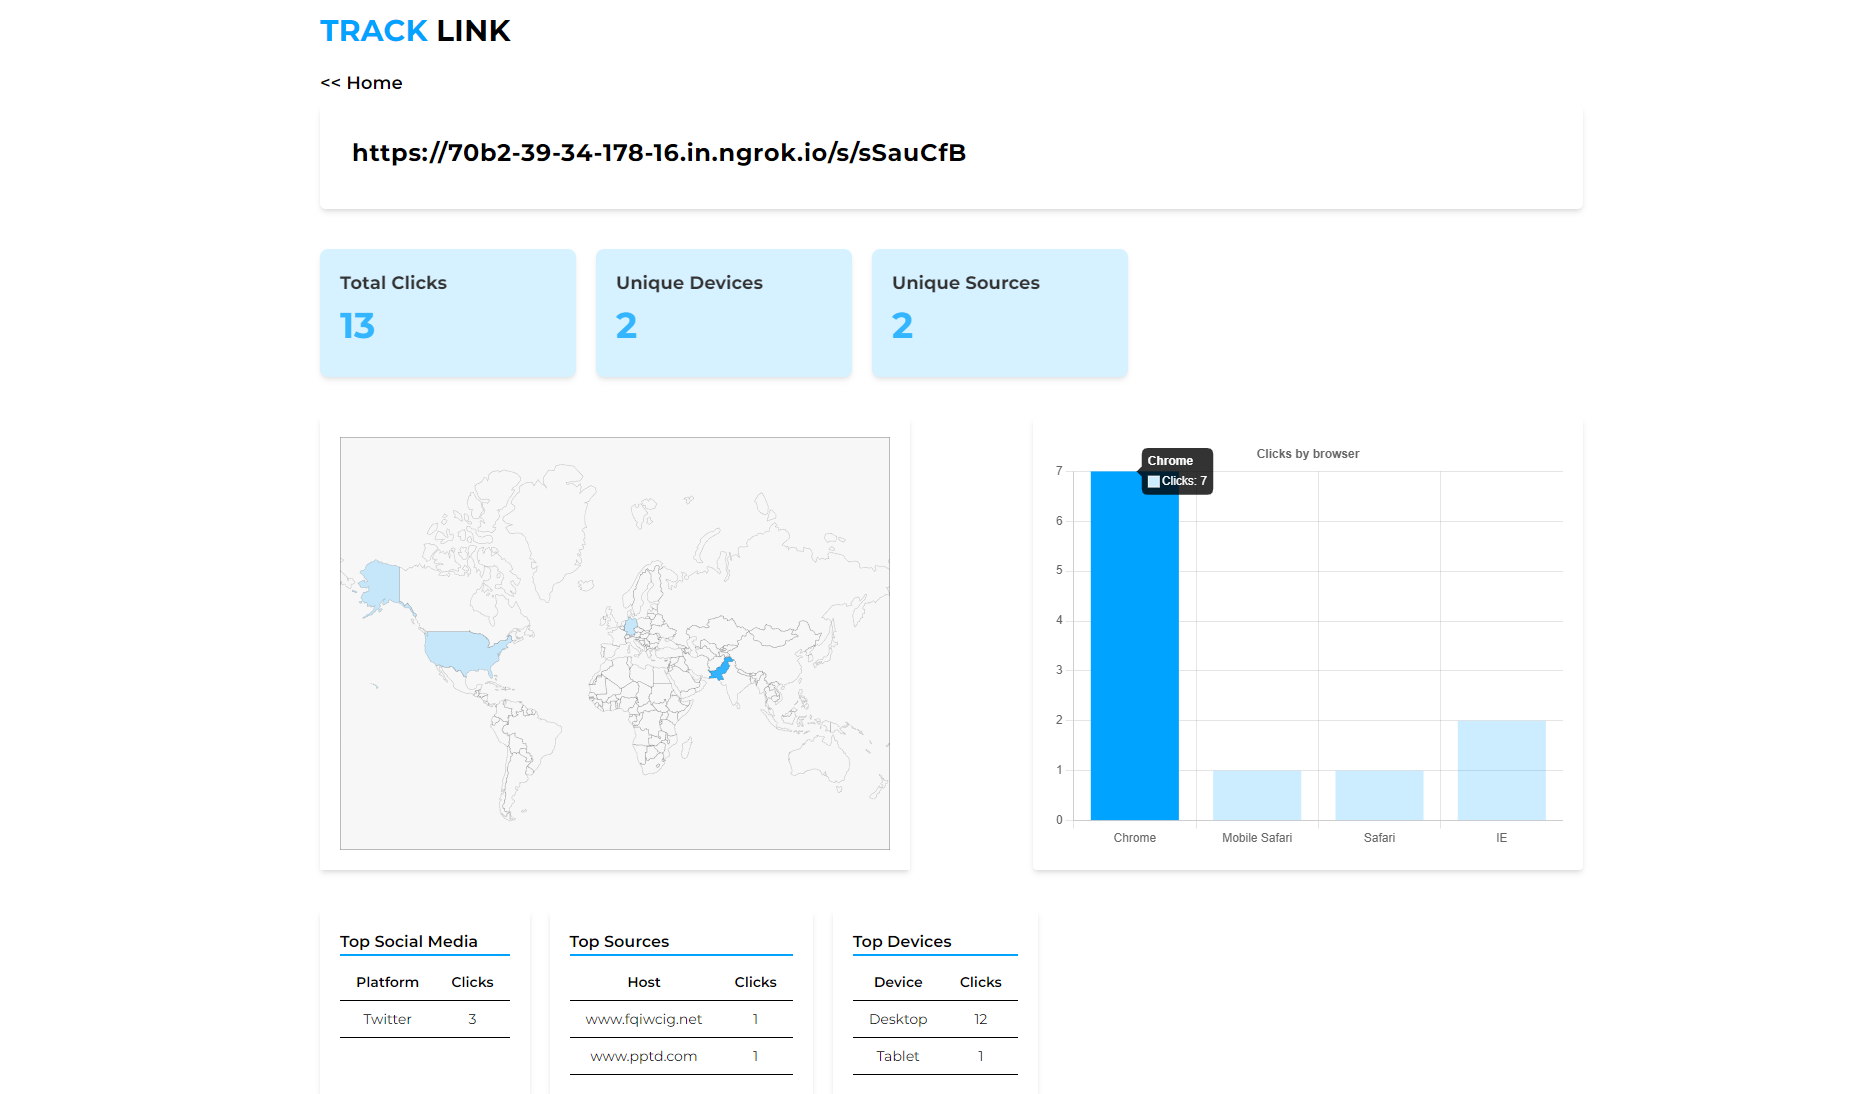 TRACK LINK
<< Home
https://70b2-39-34-178-16.in.ngrok.io/s/sSauCfB
Total Clicks
13
Unique Devices
2
Unique Sources
2
Clicks by browser
Chrome
Clicks: 7
7
6
5
4
3
2
1
0
Chrome Mobile Safari Safari IE
Top Social Media
Platform Clicks
Twitter 3
Top Sources
Host Clicks
www.fqiwcig.net 1
www.pptd.com 1
Top Devices
Device Clicks
Desktop 12
Tablet 1